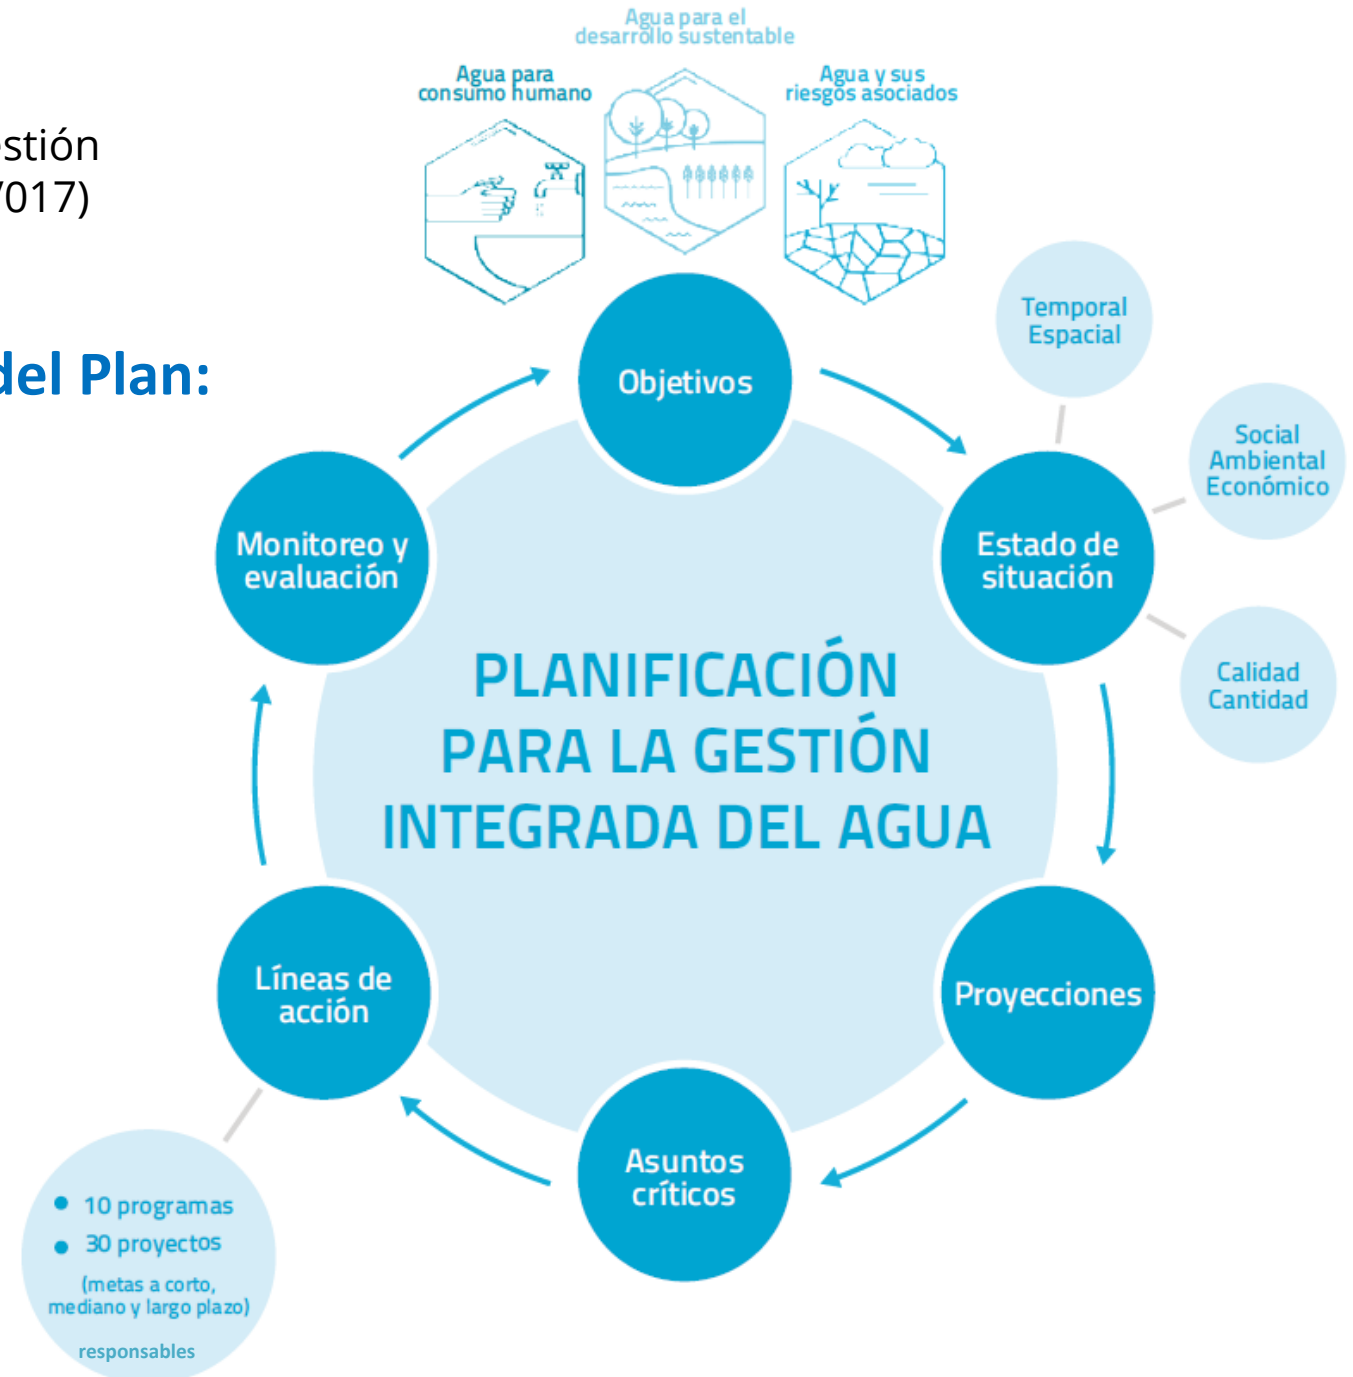 Agua para el
desarrollo sustentable
Agua para
consumo humano
Agua y sus
riesgos asociados
estión
/017)
del Plan:
Objetivos
Temporal
Espacial
Social
Ambiental
Económico
Estado de
situación
Calidad
Cantidad
Monitoreo y
evaluación
PLANIFICACIÓN
PARA LA GESTIÓN
INTEGRADA DEL AGUA
Líneas de
acción
Proyecciones
Asuntos
críticos
• 10 programas
• 30 proyectos
(metas a corto,
mediano y largo plazo)
responsables